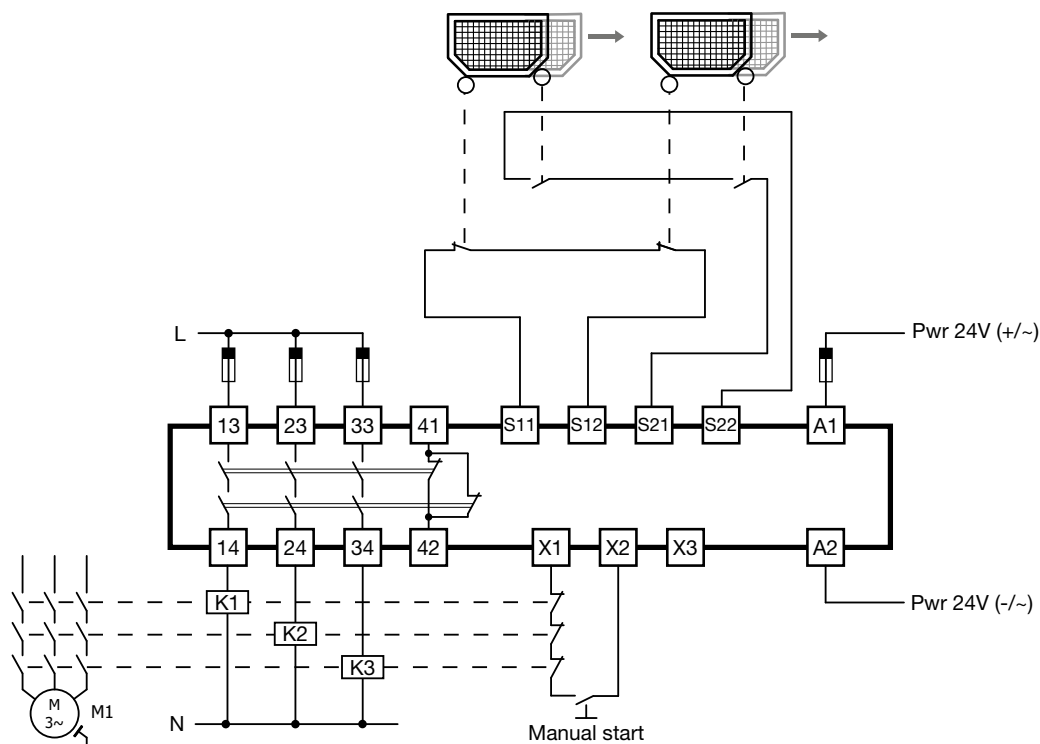 L
Pwr 24V (+/~)
13 23 33 41 S11 S12 S21 S22 A1
14 24 34 42 X1 X2 X3 A2
K1
Pwr 24V (-/~)
K2
K3
M
3~
M1
N
Manual start